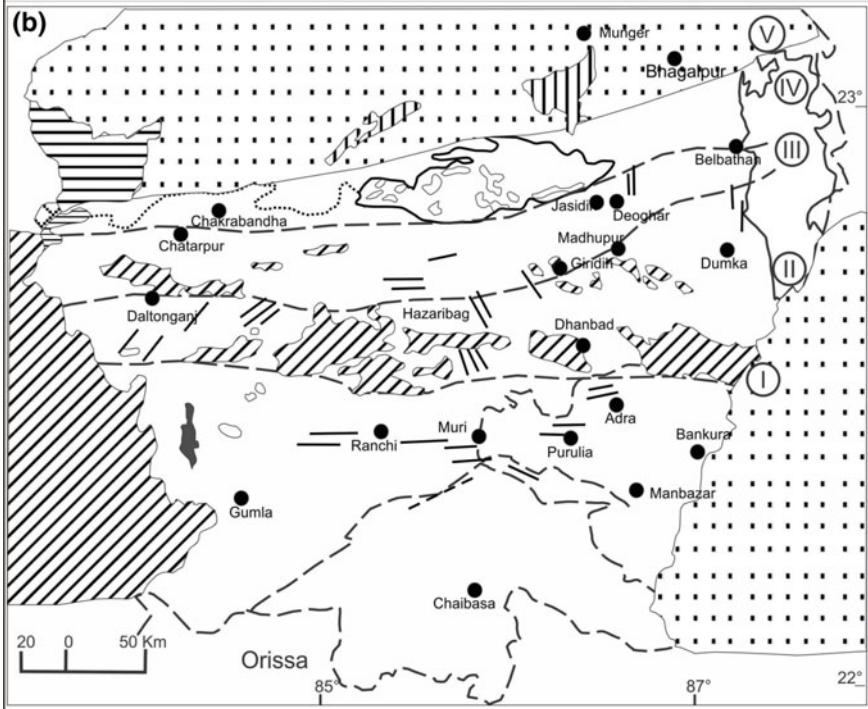 (b)
Munger
V
Bhagalpur
IV
23°
III
Belbathan
Jasidih
Deoghar
Chakrabandha
Chatarpur
Madhupur
Giridih
Dumka
II
Daltonganj
Hazaribag
Dhanbad
I
Adra
Muri
Ranchi
Purulia
Bankura
Manbazar
Gumla
Chaibasa
20 0 50 Km
Orissa
85°
87°
22°